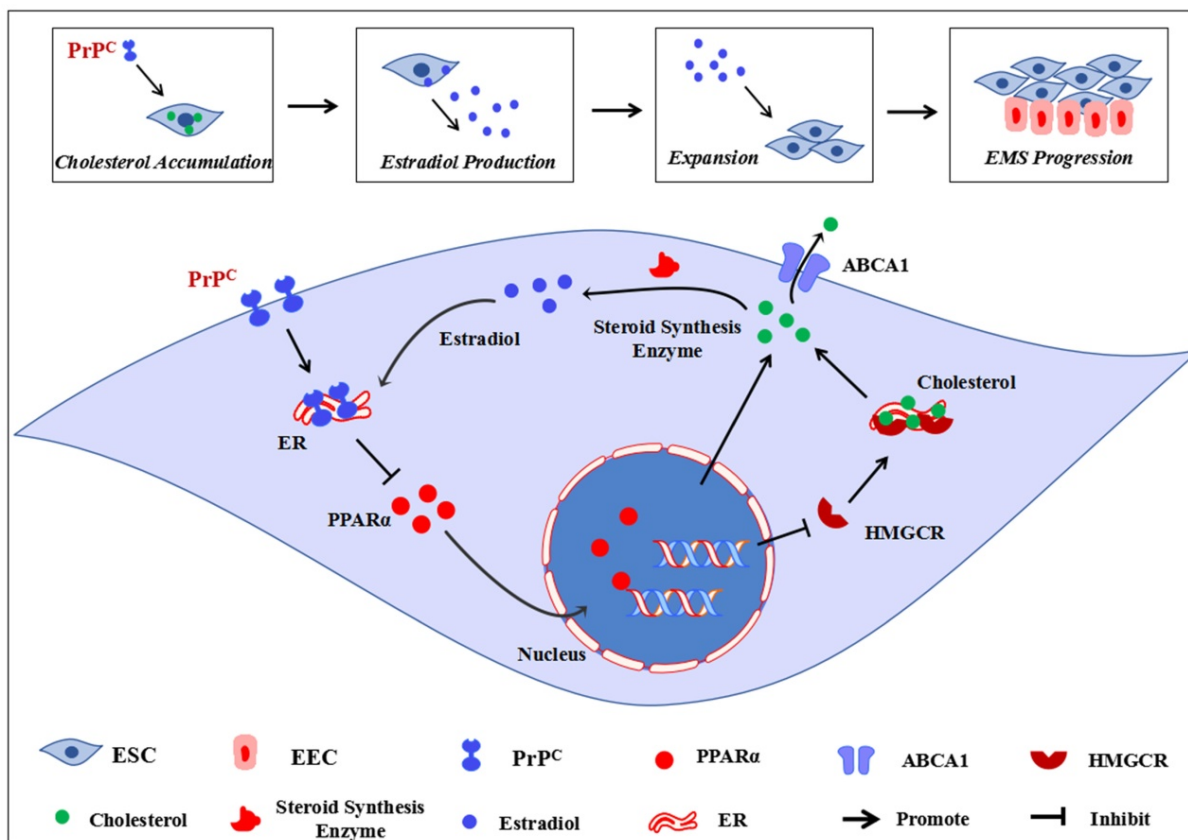 PrPᶜ
Cholesterol Accumulation
Estradiol Production
Expansion
EMS Progression
PrPᶜ
ABCA1
Estradiol
Steroid Synthesis
Enzyme
Cholesterol
ER
PPARα
HMGCR
Nucleus
ESC
EEC
PrPᶜ
PPARα
ABCA1
HMGCR
Cholesterol
Steroid Synthesis
Enzyme
Estradiol
ER
Promote
Inhibit